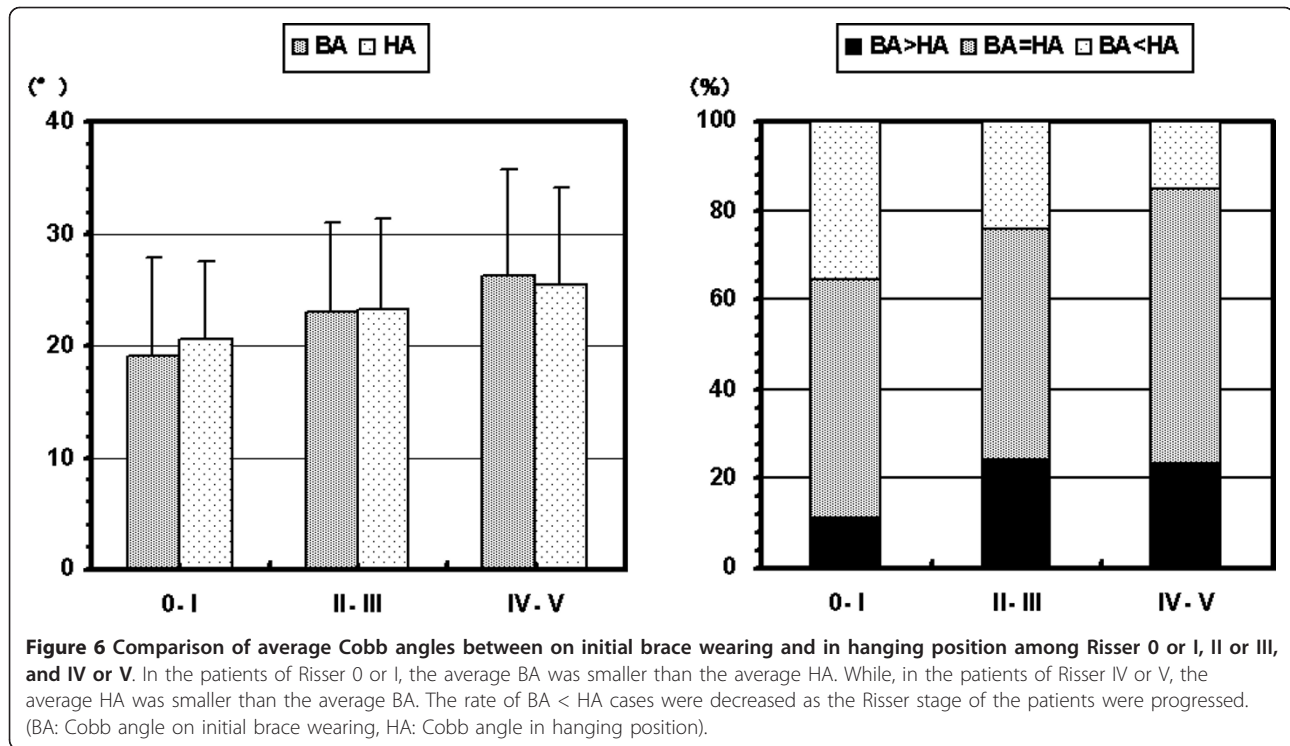 BA HA
(° )
40
30
20
10
0
0- I II - III IV - V
BA>HA BA=HA BA<HA
(%)
100
80
60
40
20
0
0- I II- III IV - V
Figure 6 Comparison of average Cobb angles between on initial brace wearing and in hanging position among Risser 0 or I, II or III,
and IV or V. In the patients of Risser 0 or I, the average BA was smaller than the average HA. While, in the patients of Risser IV or V, the
average HA was smaller than the average BA. The rate of BA < HA cases were decreased as the Risser stage of the patients were progressed.
(BA: Cobb angle on initial brace wearing, HA: Cobb angle in hanging position).